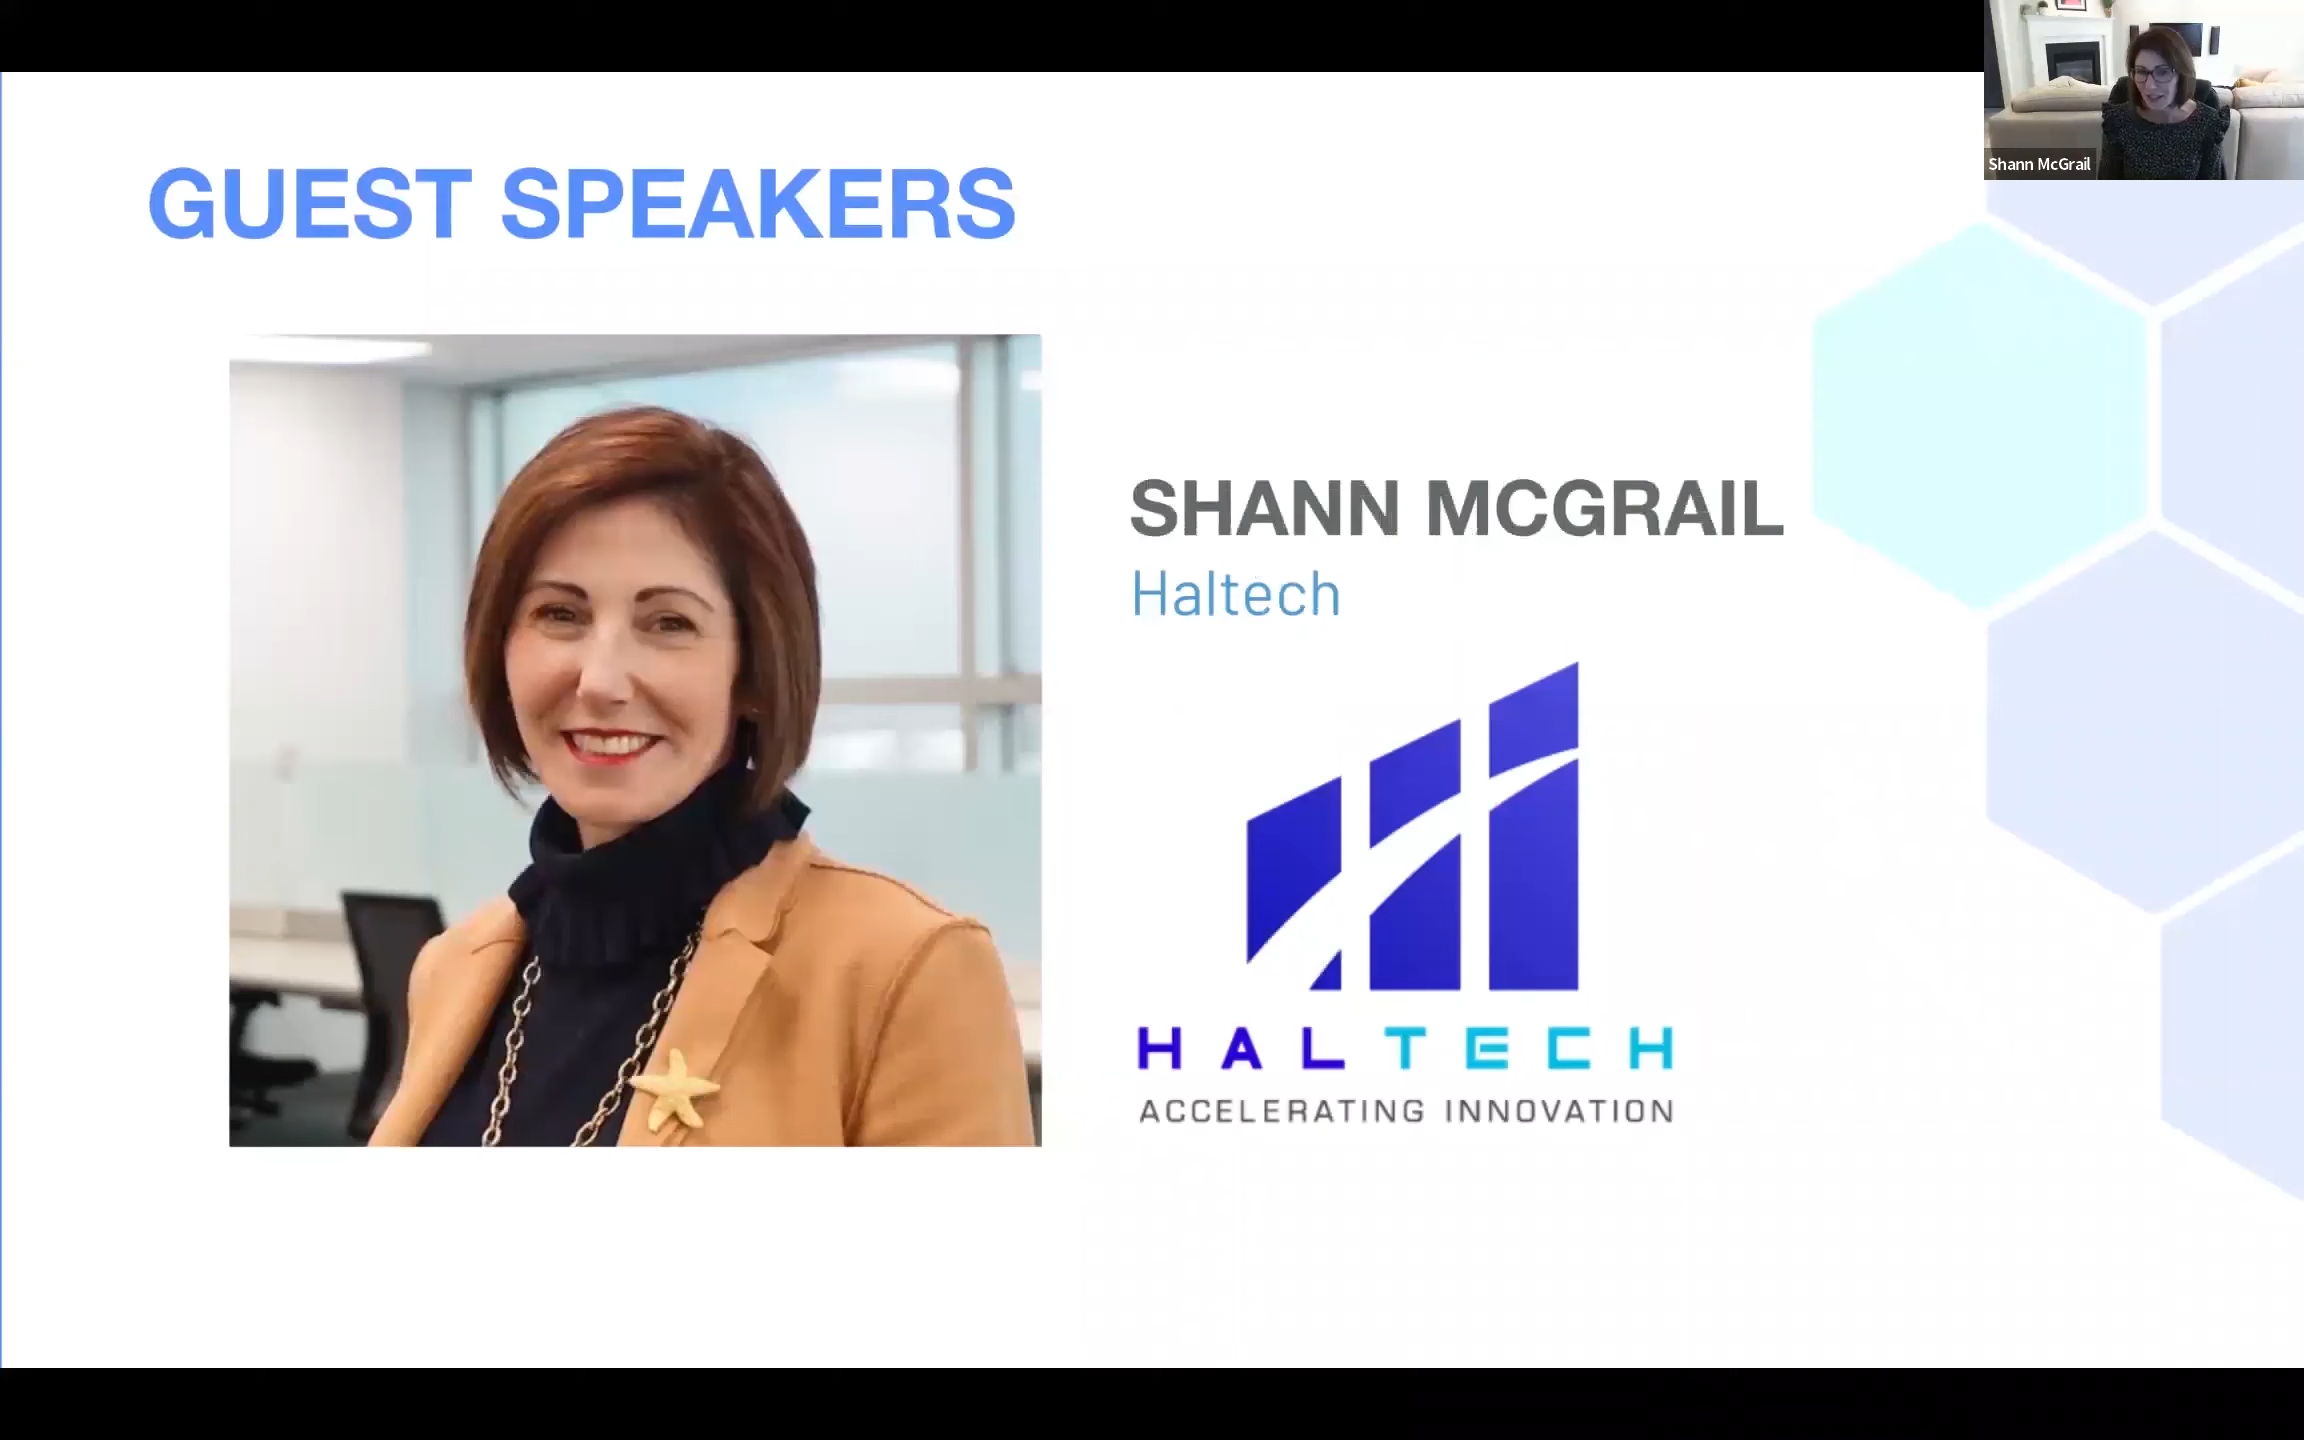 Shann McGrail
GUEST SPEAKERS
SHANN MCGRAIL
Haltech
HALTECH
ACCELERATING INNOVATION